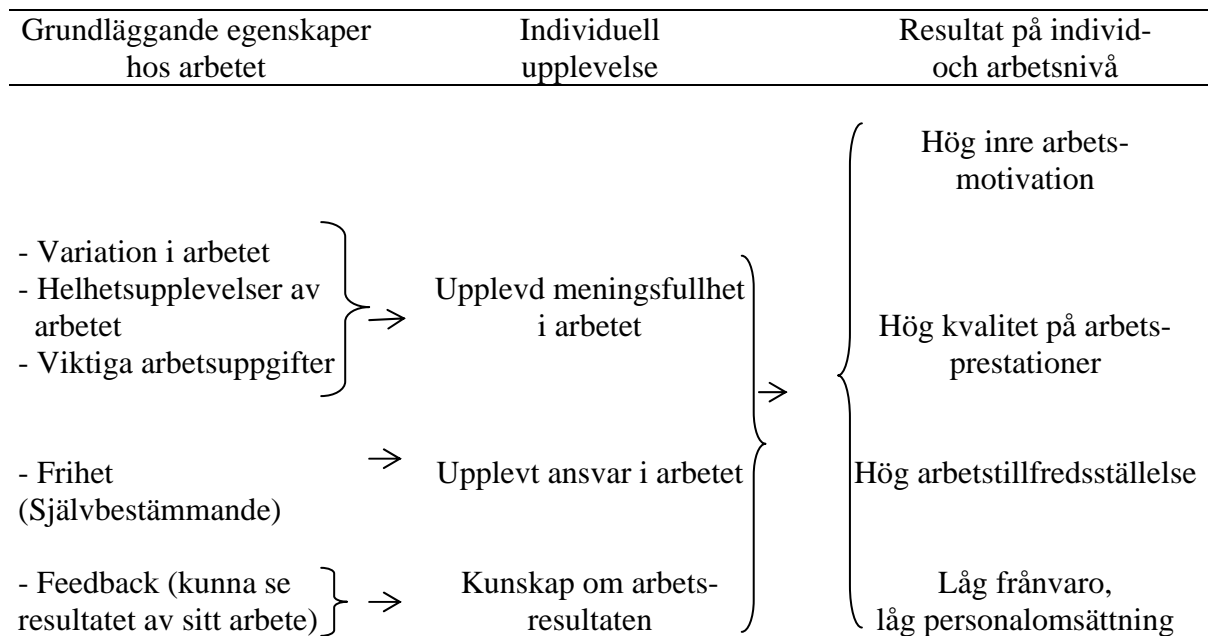 Grundläggande egenskaper
hos arbetet
Individuell
upplevelse
Resultat på individ-
och arbetsnivå
- Variation i arbetet
- Helhetsupplevelser av
arbetet
- Viktiga arbetsuppgifter
- Frihet
(Självbestämmande)
- Feedback (kunna se
resultatet av sitt arbete)
Upplevd meningsfullhet
i arbetet
Upplevt ansvar i arbetet
Kunskap om arbets-
resultaten
Hög inre arbets-
motivation
Hög kvalitet på arbets-
prestationer
Hög arbetstillfredsställelse
Låg frånvaro,
låg personalomsättning